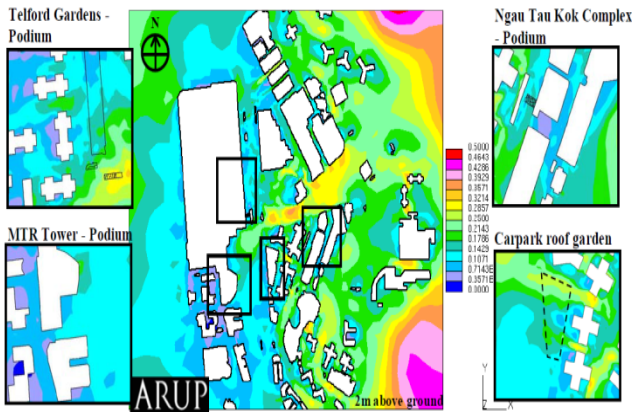 Telford Gardens -
Podium
N
Ngau Tau Kok Complex
- Podium
0.5000
0.4643
0.4286
0.3929
0.3571
0.3214
0.2857
0.2500
0.2143
0.1786
0.1429
0.1071
0.7143E
0.3571E
0.0000
MTR Tower - Podium
Carpark roof garden
ARUP
2m above ground
Y
Z
X